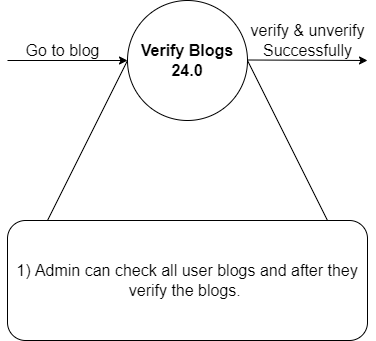 Go to blog
Verify Blogs
24.0
verify & unverify
Successfully
1) Admin can check all user blogs and after they
verify the blogs.